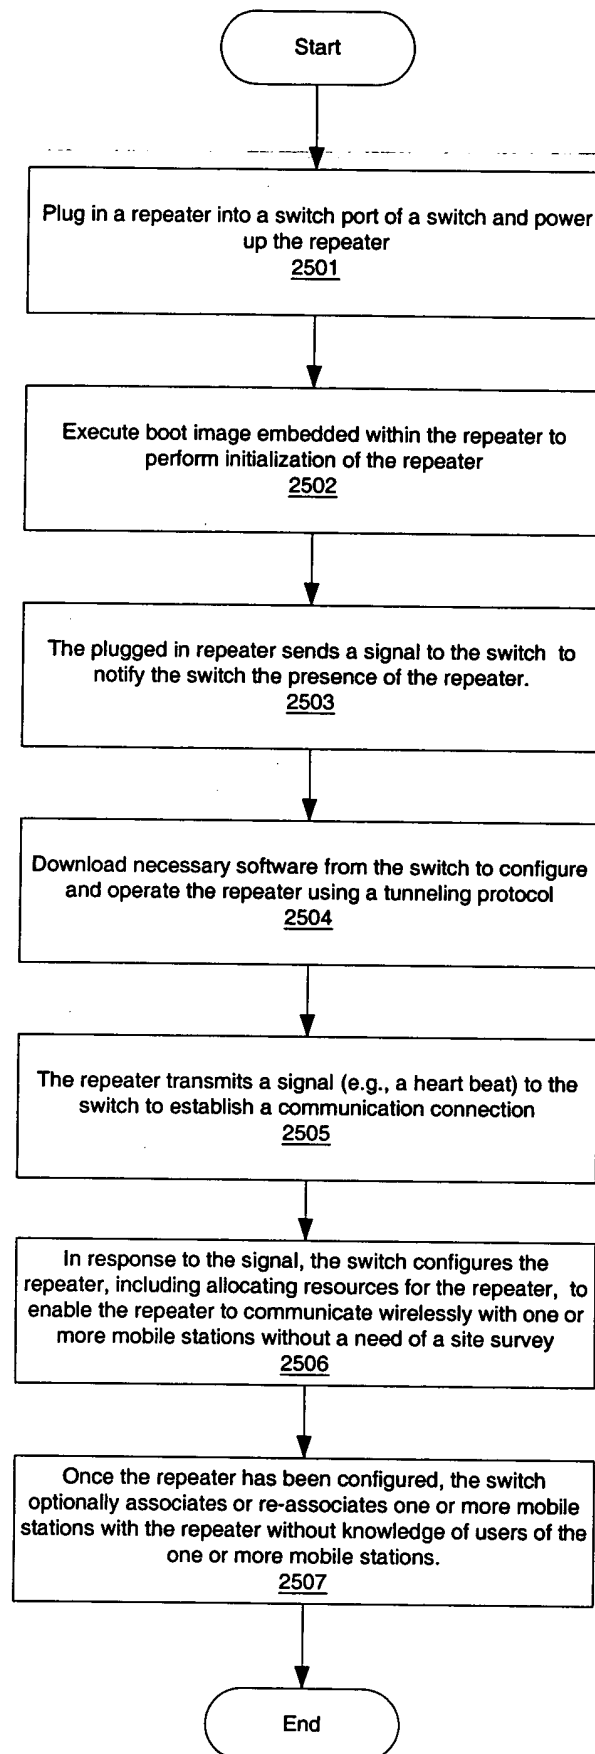 Start
Plug in a repeater into a switch port of a switch and power
up the repeater
2501
Execute boot image embedded within the repeater to
perform initialization of the repeater
2502
The plugged in repeater sends a signal to the switch to
notify the switch the presence of the repeater.
2503
Download necessary software from the switch to configure
and operate the repeater using a tunneling protocol
2504
The repeater transmits a signal (e.g., a heart beat) to the
switch to establish a communication connection
2505
In response to the signal, the switch configures the
repeater, including allocating resources for the repeater, to
enable the repeater to communicate wirelessly with one or
more mobile stations without a need of a site survey
2506
Once the repeater has been configured, the switch
optionally associates or re-associates one or more mobile
stations with the repeater without knowledge of users of the
one or more mobile stations.
2507
End